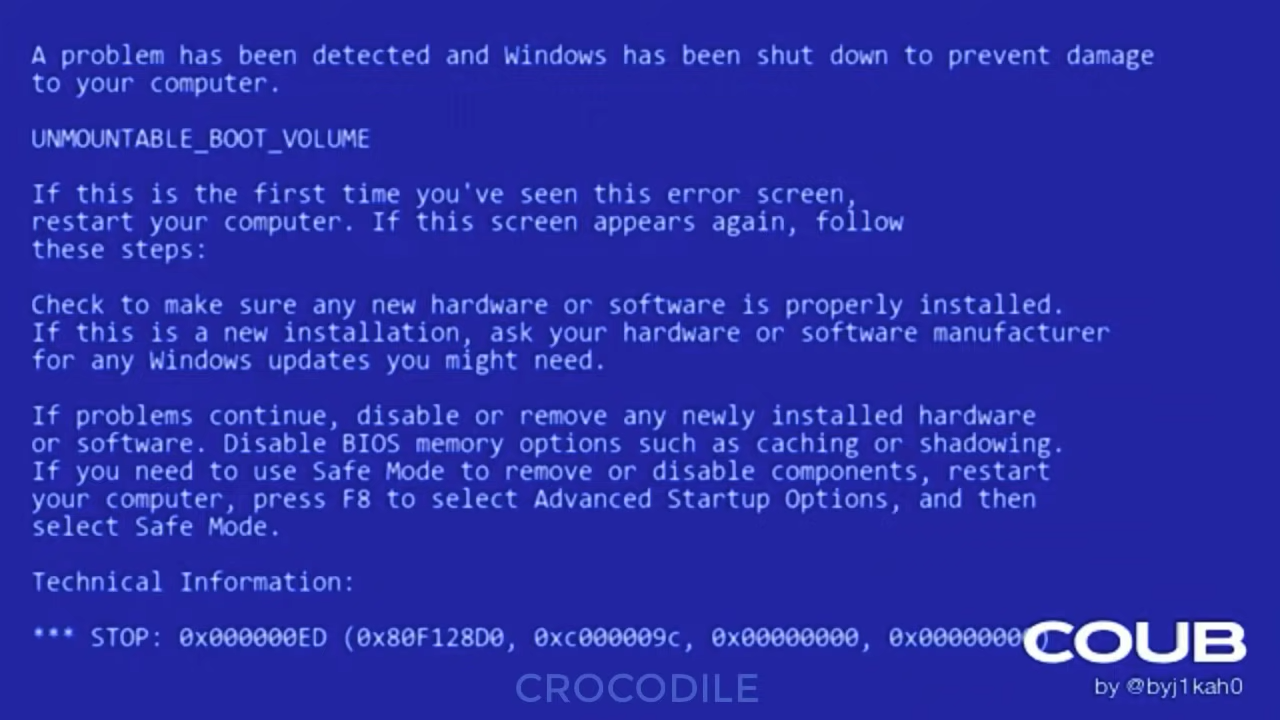 A problem has been detected and Windows has been shut down to prevent damage
to your computer.
UNMOUNTABLE_BOOT_VOLUME
If this is the first time you've seen this error screen,
restart your computer. If this screen appears again, follow
these steps:
Check to make sure any new hardware or software is properly installed.
If this is a new installation, ask your hardware or software manufacturer
for any Windows updates you might need.
If problems continue, disable or remove any newly installed hardware
or software. Disable BIOS memory options such as caching or shadowing.
If you need to use Safe Mode to remove or disable components, restart
your computer, press F8 to select Advanced Startup Options, and then
select Safe Mode.
Technical Information:
*** STOP: 0x000000ED (0x80F128D0, 0xc000009c, 0x00000000,
COUB
by @byj1kah0
CROCODILE